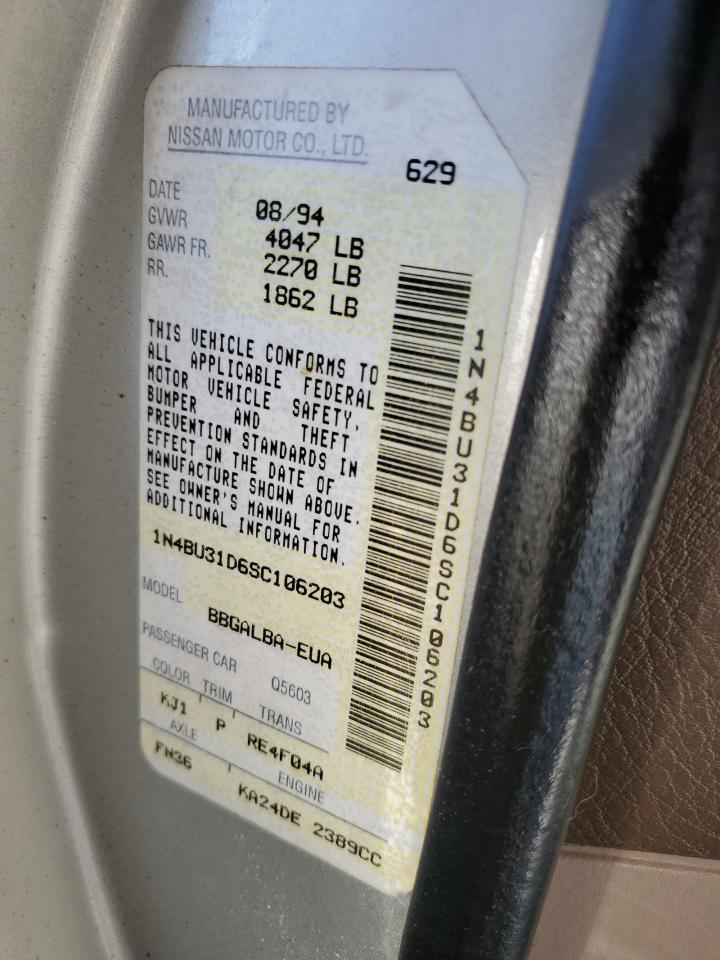 MANUFACTURED BY
NISSAN MOTOR CO., LTD.
629
DATE 08/94
GVWR 4047 LB
GAWR FR. 2270 LB
RR. 1862 LB
THIS VEHICLE CONFORMS TO
ALL APPLICABLE FEDERAL
MOTOR VEHICLE SAFETY,
BUMPER AND THEFT
PREVENTION STANDARDS IN
EFFECT ON THE DATE OF
MANUFACTURE SHOWN ABOVE.
SEE OWNER'S MANUAL FOR
ADDITIONAL INFORMATION.
1N4BU31D6SC106203
1N4BU31D6SC106203
MODEL
BBGALBA-EUA
PASSENGER CAR Q5603
COLOR TRIM TRANS
KJ1 P RE4F04A
AXLE ENGINE
FN36 KA24DE 2389CC